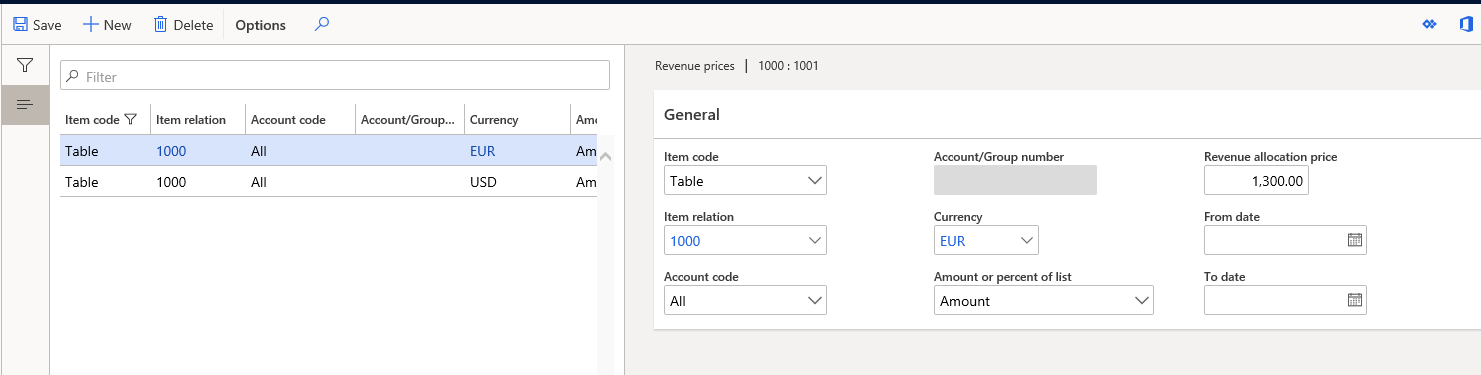 Save New Delete Options
Filter
Item code Item relation Account code Account/Group... Currency Amo
Table 1000 All EUR Am
Table 1000 All USD Am
Revenue prices | 1000 : 1001
General
Item code Account/Group number Revenue allocation price
Table 1,300.00
Item relation Currency From date
1000 EUR
Account code Amount or percent of list To date
All Amount